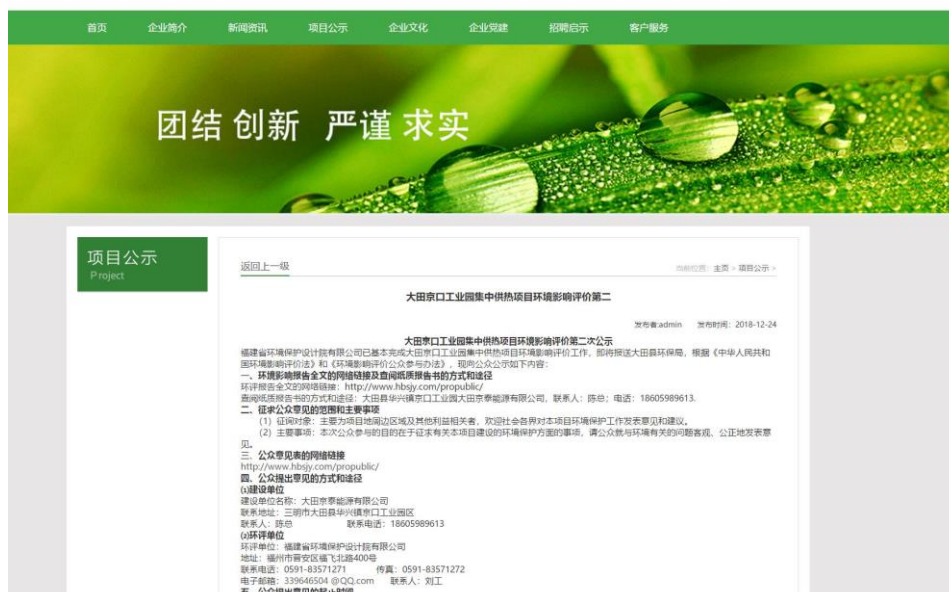 首页 企业简介 新闻资讯 项目公示 企业文化 企业党建 招聘启示 客户服务
团结 创新 严谨 求实
项目公示
Project
返回上一级
当前位置：主页 > 项目公示 >
大田京口工业园集中供热项目环境影响评价第二
发布者:admin 发布时间：2018-12-24
大田京口工业园集中供热项目环境影响评价第二次公示
福建省环境保护设计院有限公司已基本完成大田京口工业园集中供热项目环境影响评价工作，即将报送大田县环保局，根据《中华人民共和
国环境影响评价法》和《环境影响评价公众参与办法》，现向公众公示如下内容：
一、环境影响报告全文的网络链接及查阅纸质报告书的方式和途径
环评报告全文的网络链接：http://www.hbsjy.com/propublic/
查阅纸质报告书的方式和途径：大田县华兴镇京口工业园大田京泰能源有限公司，联系人：陈总；电话：18605989613.
二、征求公众意见的范围和主要事项
（1）征询对象：主要为项目地周边区域及其他利益相关者，欢迎社会各界对本项目环境保护工作发表意见和建议。
（2）主要事项：本次公众参与的目的在于征求有关本项目建设的环境保护方面的事项，请公众就与环境有关的问题客观、公正地发表意
见。
三、公众意见表的网络链接
http://www.hbsjy.com/propublic/
四、公众提出意见的方式和途径
(1)建设单位
建设单位名称：大田京泰能源有限公司
联系地址：三明市大田县华兴镇京口工业园区
联系人：陈总 联系电话：18605989613
(2)环评单位
环评单位：福建省环境保护设计院有限公司
地址：福州市晋安区福飞北路400号
联系电话：0591-83571271 传真：0591-83571272
电子邮箱：339646504 @QQ.com 联系人：刘工
五、公众提出意见的起止时间